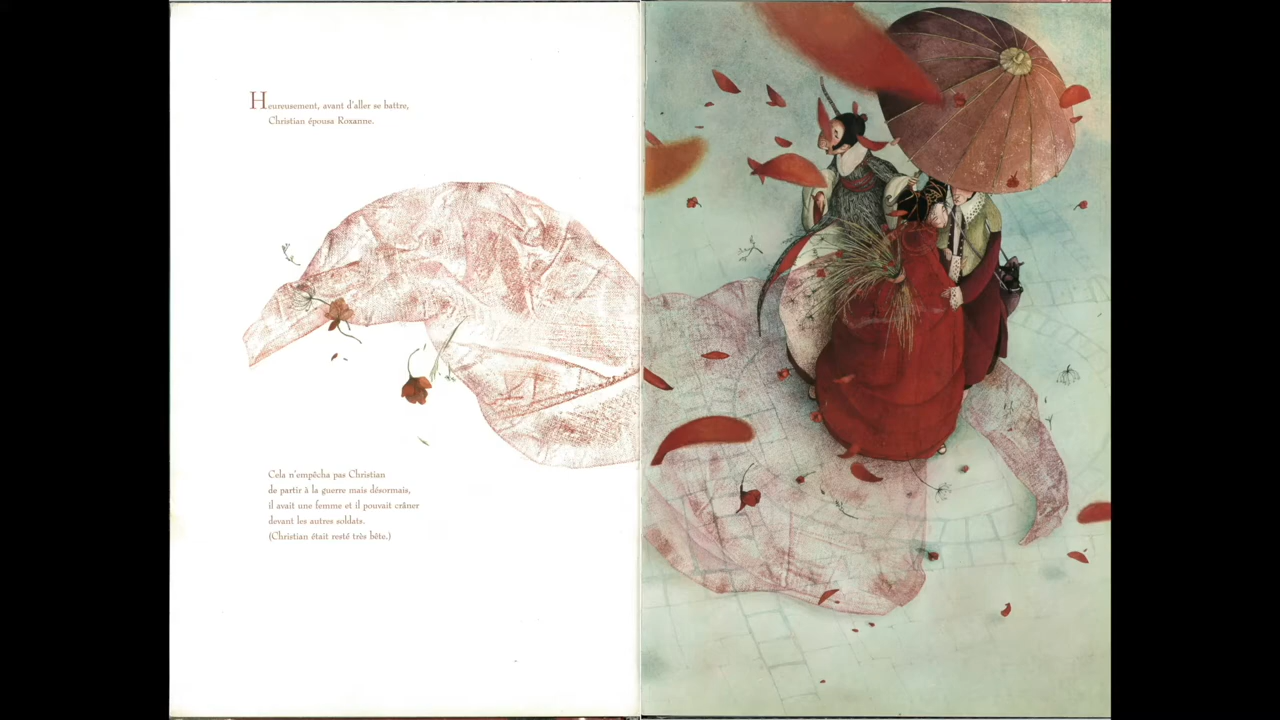 Heureusement, avant d'aller se battre,
Christian épousa Roxanne.
Cela n'empêcha pas Christian
de partir à la guerre mais désormais,
il avait une femme et il pouvait crâner
devant les autres soldats.
(Christian était resté très bête.)